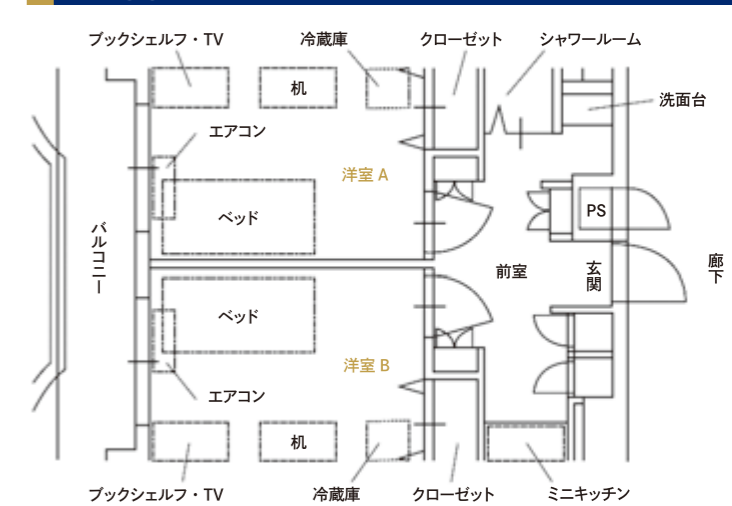 ブックシェルフ・TV
冷蔵庫
クローゼット
シャワールーム
机
洗面台
エアコン
洋室 A
ベッド
PS
バルコニー
前室
玄関
廊下
ベッド
洋室 B
エアコン
机
ブックシェルフ・TV
冷蔵庫
クローゼット
ミニキッチン